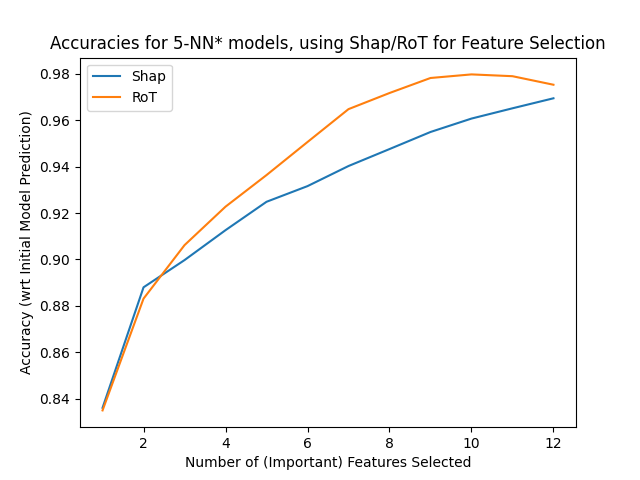 Accuracies for 5-NN* models, using Shap/RoT for Feature Selection
Shap
RoT
Accuracy (wrt Initial Model Prediction)
0.98
0.96
0.94
0.92
0.90
0.88
0.86
0.84
2 4 6 8 10 12
Number of (Important) Features Selected